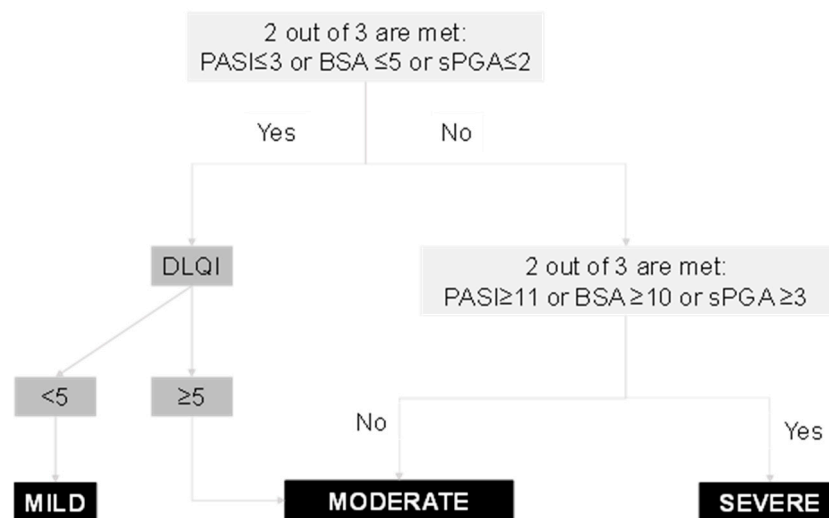 2 out of 3 are met:
PASI≤3 or BSA ≤5 or sPGA≤2
Yes
No
DLQI
2 out of 3 are met:
PASI≥11 or BSA≥10 or sPGA≥3
<5
≥5
No
Yes
MILD
MODERATE
SEVERE